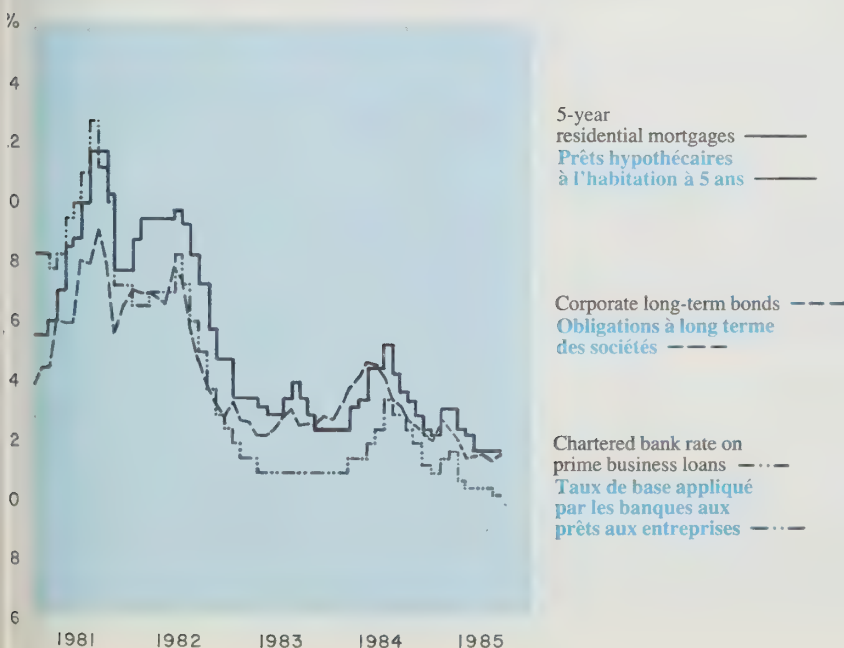 %
4
.2
0
8
6
4
2
0
8
6
1981 1982 1983 1984 1985
5-year
residential mortgages
Prêts hypothécaires
à l'habitation à 5 ans
Corporate long-term bonds
Obligations à long terme
des sociétés
Chartered bank rate on
prime business loans
Taux de base appliqué
par les banques aux
prêts aux entreprises